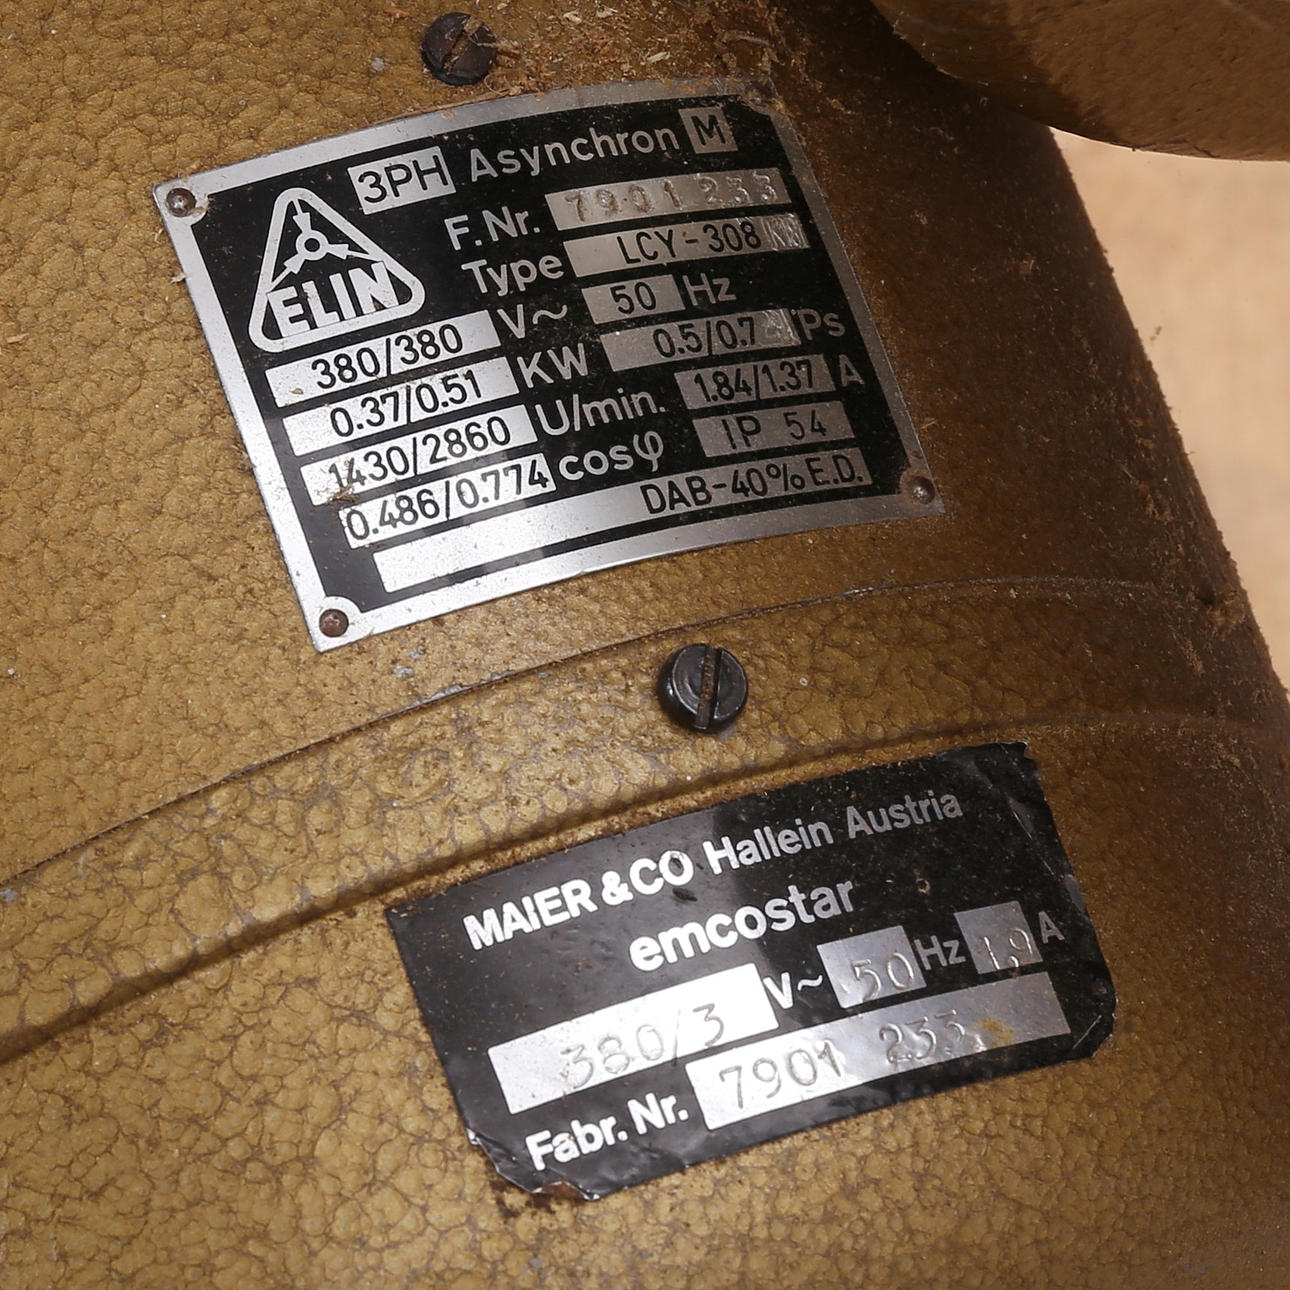 3PH Asynchron M
ELIN
F. Nr. 7901 233
Type LCY-308
380/380 V~ 50 Hz
0.37/0.51 KW 0.5/0.7 Ps
1430/2860 U/min. 1.84/1.37 A
0.486/0.774 cosφ IP 54
DAB-40% E.D.
MAIER & CO Hallein Austria
emcostar
380/3 V~ 50 Hz 1,9 A
Fabr. Nr. 7901 233